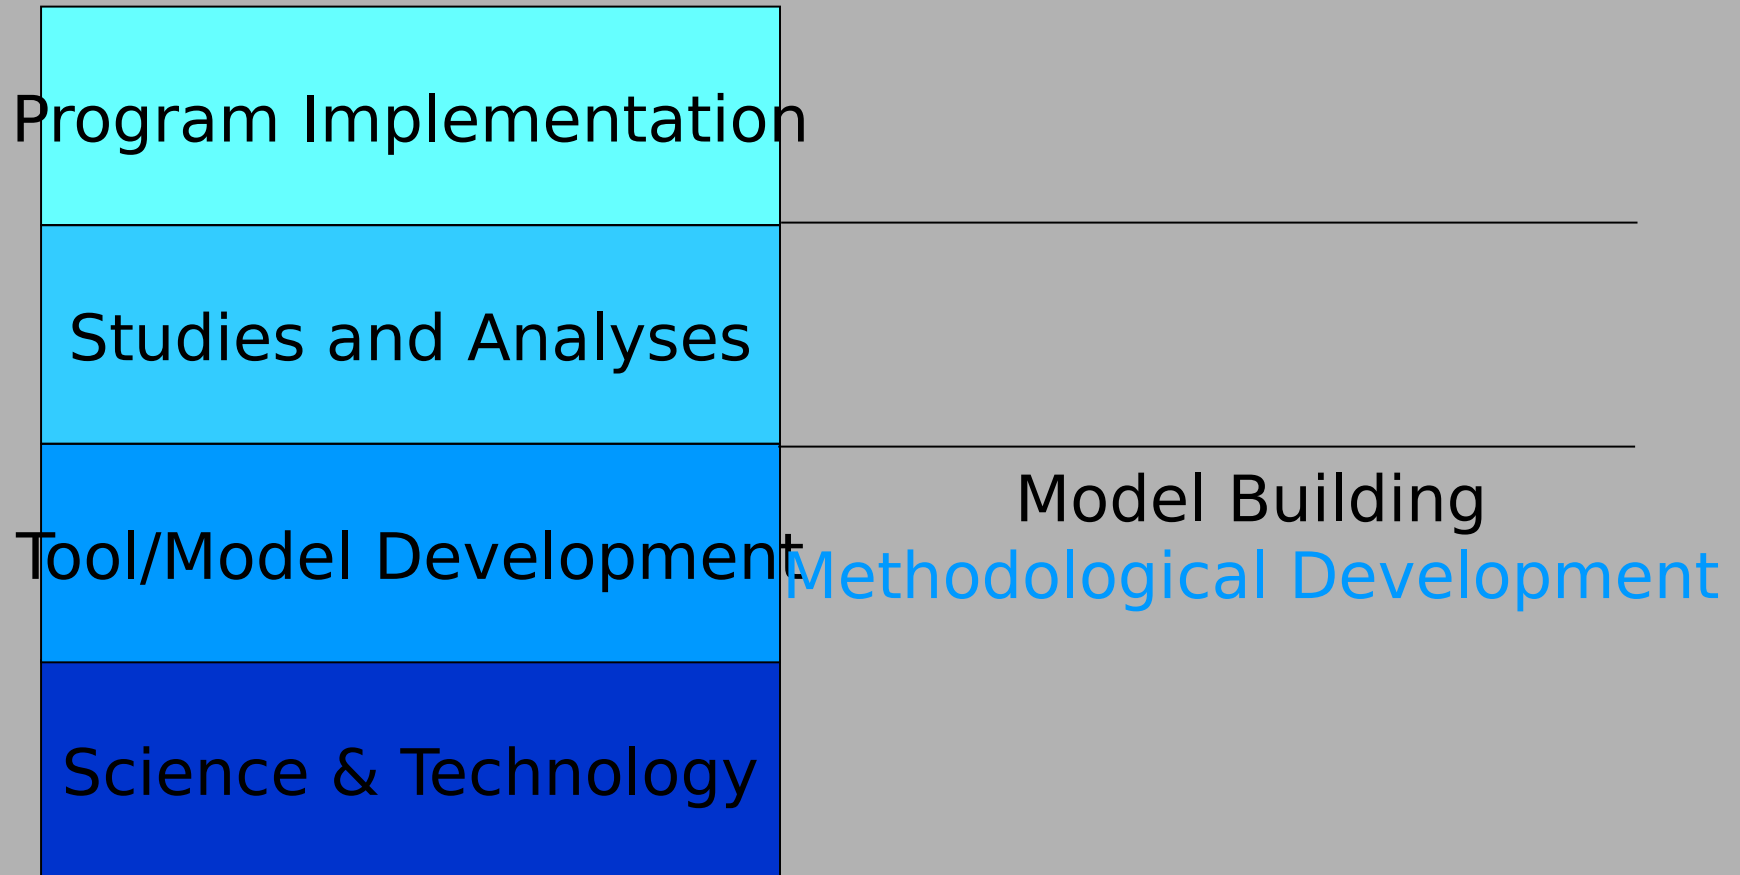 Program Implementation
Studies and Analyses
Tool/Model Development
Model Building
Methodological Development
Science & Technology